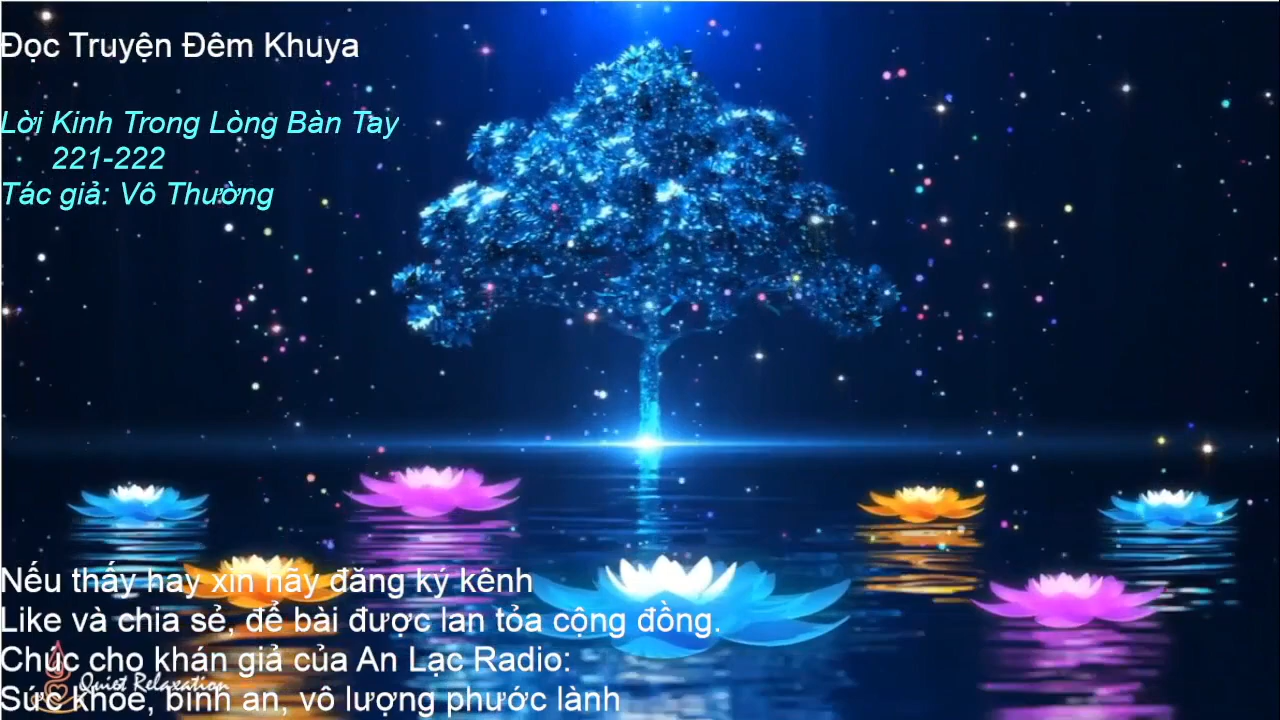 Đọc Truyện Đêm Khuya
Lời Kinh Trong Lòng Bàn Tay
221-222
Tác giả: Vô Thường
Nếu thấy hay xin hãy đăng ký kênh
Like và chia sẻ, để bài được lan tỏa cộng đồng.
Chúc cho khán giả của An Lạc Radio:
Quiet Relaxation
Sức khỏe, bình an, vô lượng phước lành